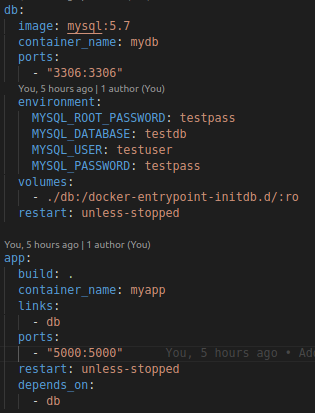 db:
  image: mysql:5.7
  container_name: mydb
  ports:
    - "3306:3306"
  You, 5 hours ago | 1 author (You)
  environment:
    MYSQL_ROOT_PASSWORD: testpass
    MYSQL_DATABASE: testdb
    MYSQL_USER: testuser
    MYSQL_PASSWORD: testpass
  volumes:
    - ./db:/docker-entrypoint-initdb.d/:ro
  restart: unless-stopped
You, 5 hours ago | 1 author (You)
app:
  build: .
  container_name: myapp
  links:
    - db
  ports:
    - "5000:5000"     You, 5 hours ago •
  restart: unless-stopped
  depends_on:
    - db